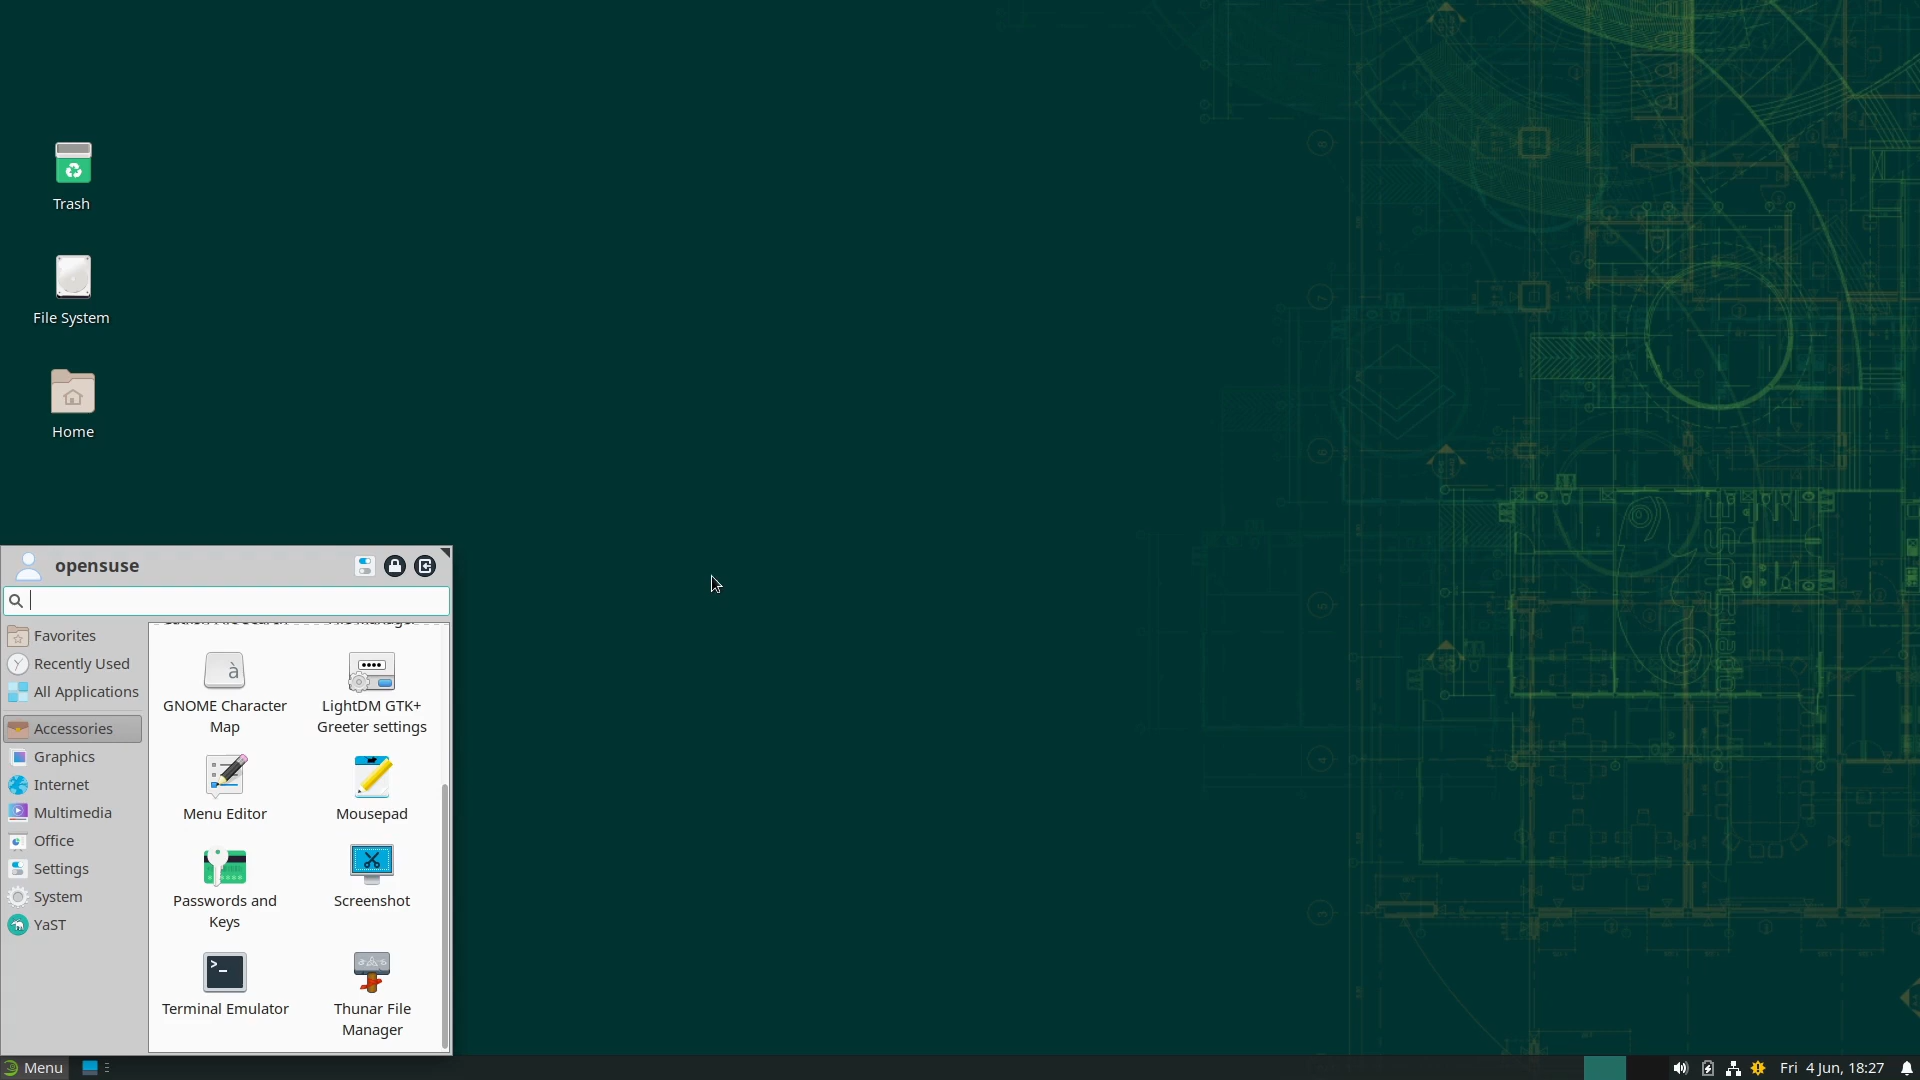 Trash
File System
Home
opensuse
Favorites
Recently Used
All Applications
Accessories
Graphics
Internet
Multimedia
Office
Settings
System
YaST
GNOME Character
Map
LightDM GTK+
Greeter settings
Menu Editor
Mousepad
Passwords and
Keys
Screenshot
Terminal Emulator
Thunar File
Manager
Menu
Fri 4 Jun, 18:27